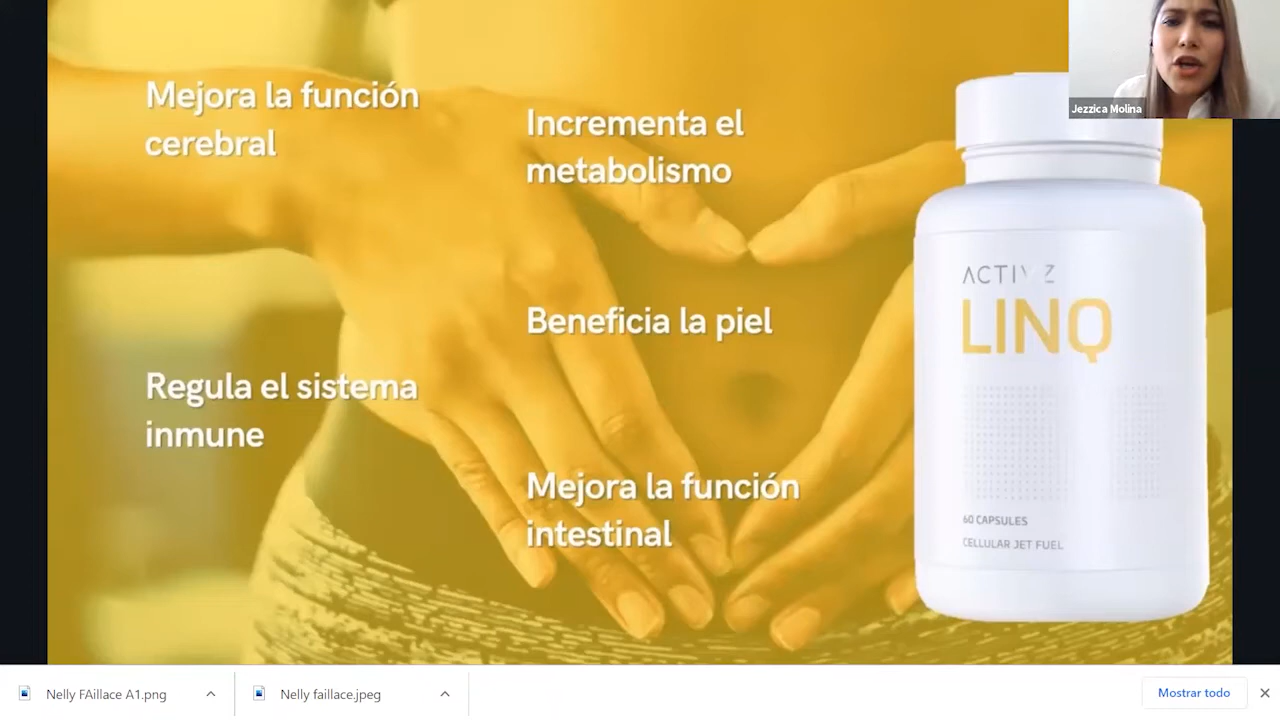 Mejora la función
cerebral
Incrementa el
metabolismo
Beneficia la piel
Regula el sistema
inmune
Mejora la función
intestinal
ACTIVZ
LINQ
60 CAPSULES
CELLULAR JET FUEL
Jezzica Molina
Nelly FAillace A1.png
Nelly faillace.jpeg
Mostrar todo